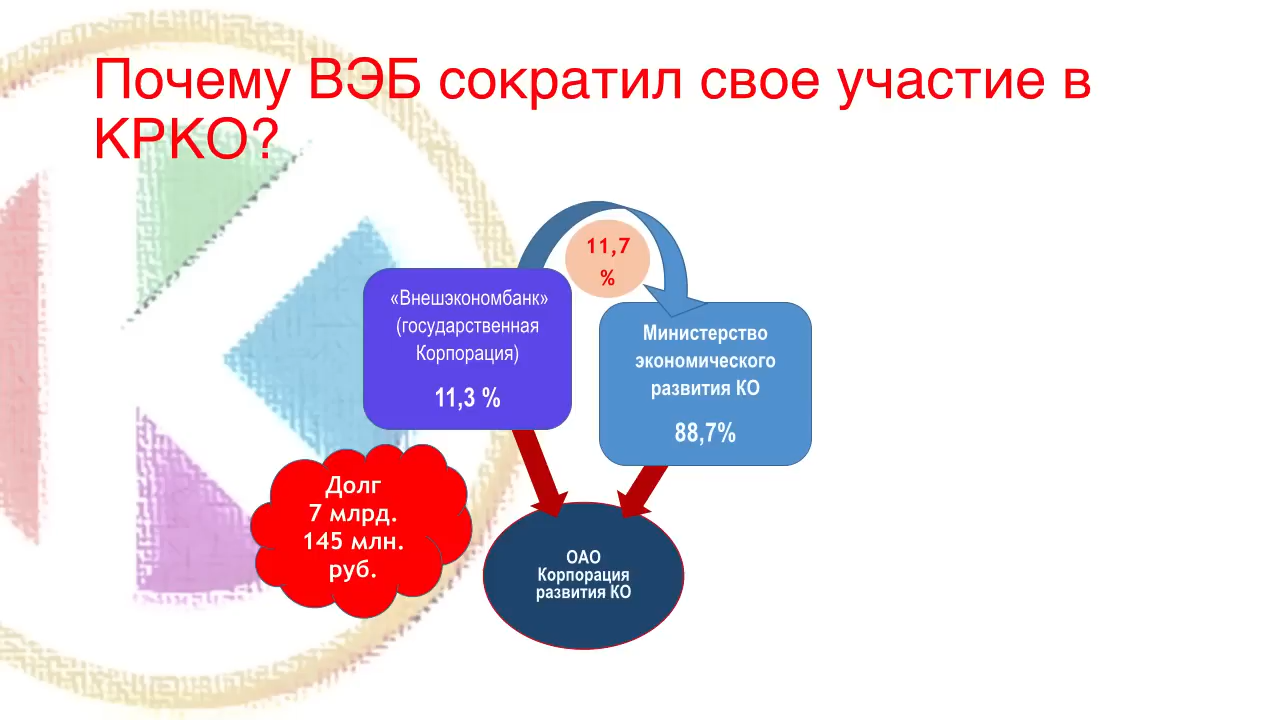 Почему ВЭБ сократил свое участие в
КРКО?
11,7
%
«Внешэкономбанк»
(государственная
Корпорация)
11,3 %
Министерство
экономического
развития КО
88,7%
Долг
7 млрд.
145 млн.
руб.
ОАО
Корпорация
развития КО